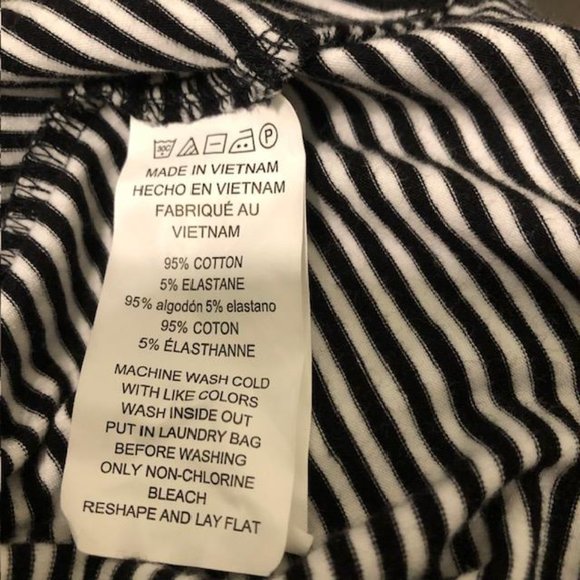 30C P
MADE IN VIETNAM
HECHO EN VIETNAM
FABRIQUÉ AU
VIETNAM
95% COTTON
5% ELASTANE
95% algodón 5% elastano
95% COTON
5% ÉLASTHANNE
MACHINE WASH COLD
WITH LIKE COLORS
WASH INSIDE OUT
PUT IN LAUNDRY BAG
BEFORE WASHING
ONLY NON-CHLORINE
BLEACH
RESHAPE AND LAY FLAT